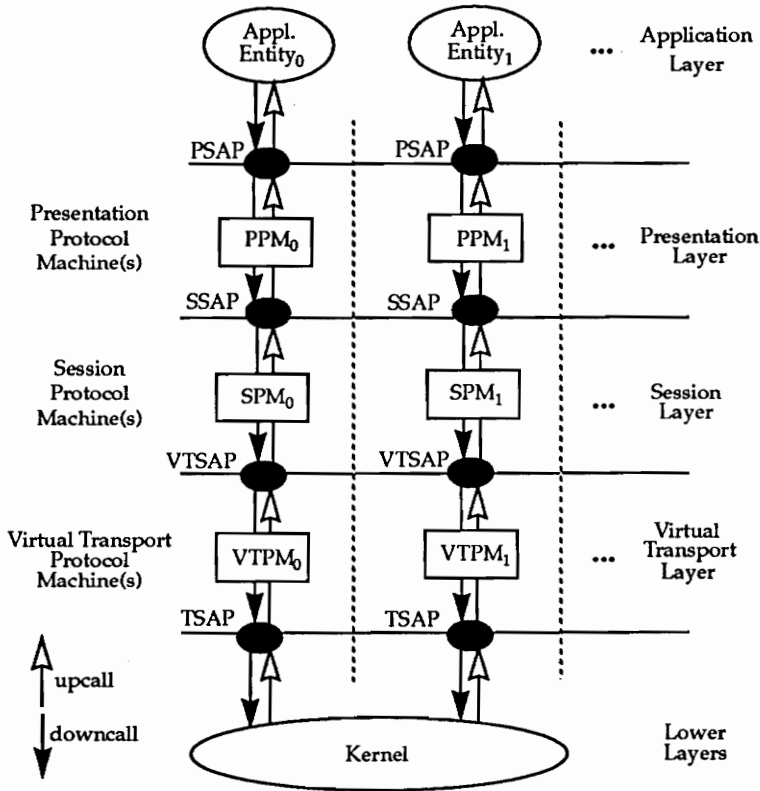 Appl.
Entity₀
Appl.
Entity₁
... Application
Layer
PSAP
PSAP
Presentation
Protocol
Machine(s)
PPM₀
PPM₁
... Presentation
Layer
SSAP
SSAP
Session
Protocol
Machine(s)
SPM₀
SPM₁
... Session
Layer
VTSAP
VTSAP
Virtual Transport
Protocol
Machine(s)
VTPM₀
VTPM₁
... Virtual
Transport
Layer
TSAP
TSAP
upcall
downcall
Kernel
Lower
Layers